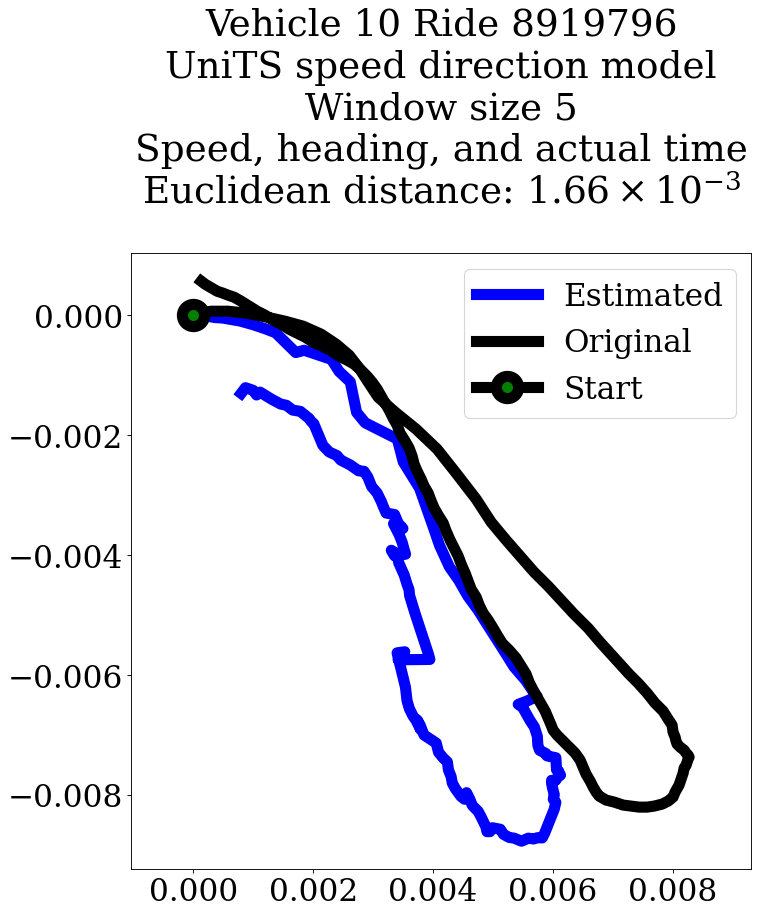 Vehicle 10 Ride 8919796
UniTS speed direction model
Window size 5
Speed, heading, and actual time
Euclidean distance: 1.66 × 10⁻³
Estimated
Original
Start
0.000
−0.002
−0.004
−0.006
−0.008
0.000 0.002 0.004 0.006 0.008